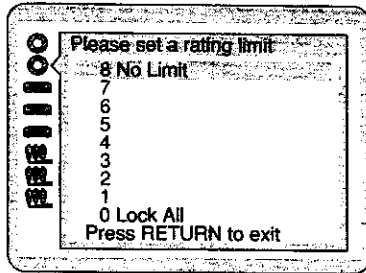 Please set a rating limit
8 No Limit
7
6
5
4
3
2
1
0 Lock All
Press RETURN to exit